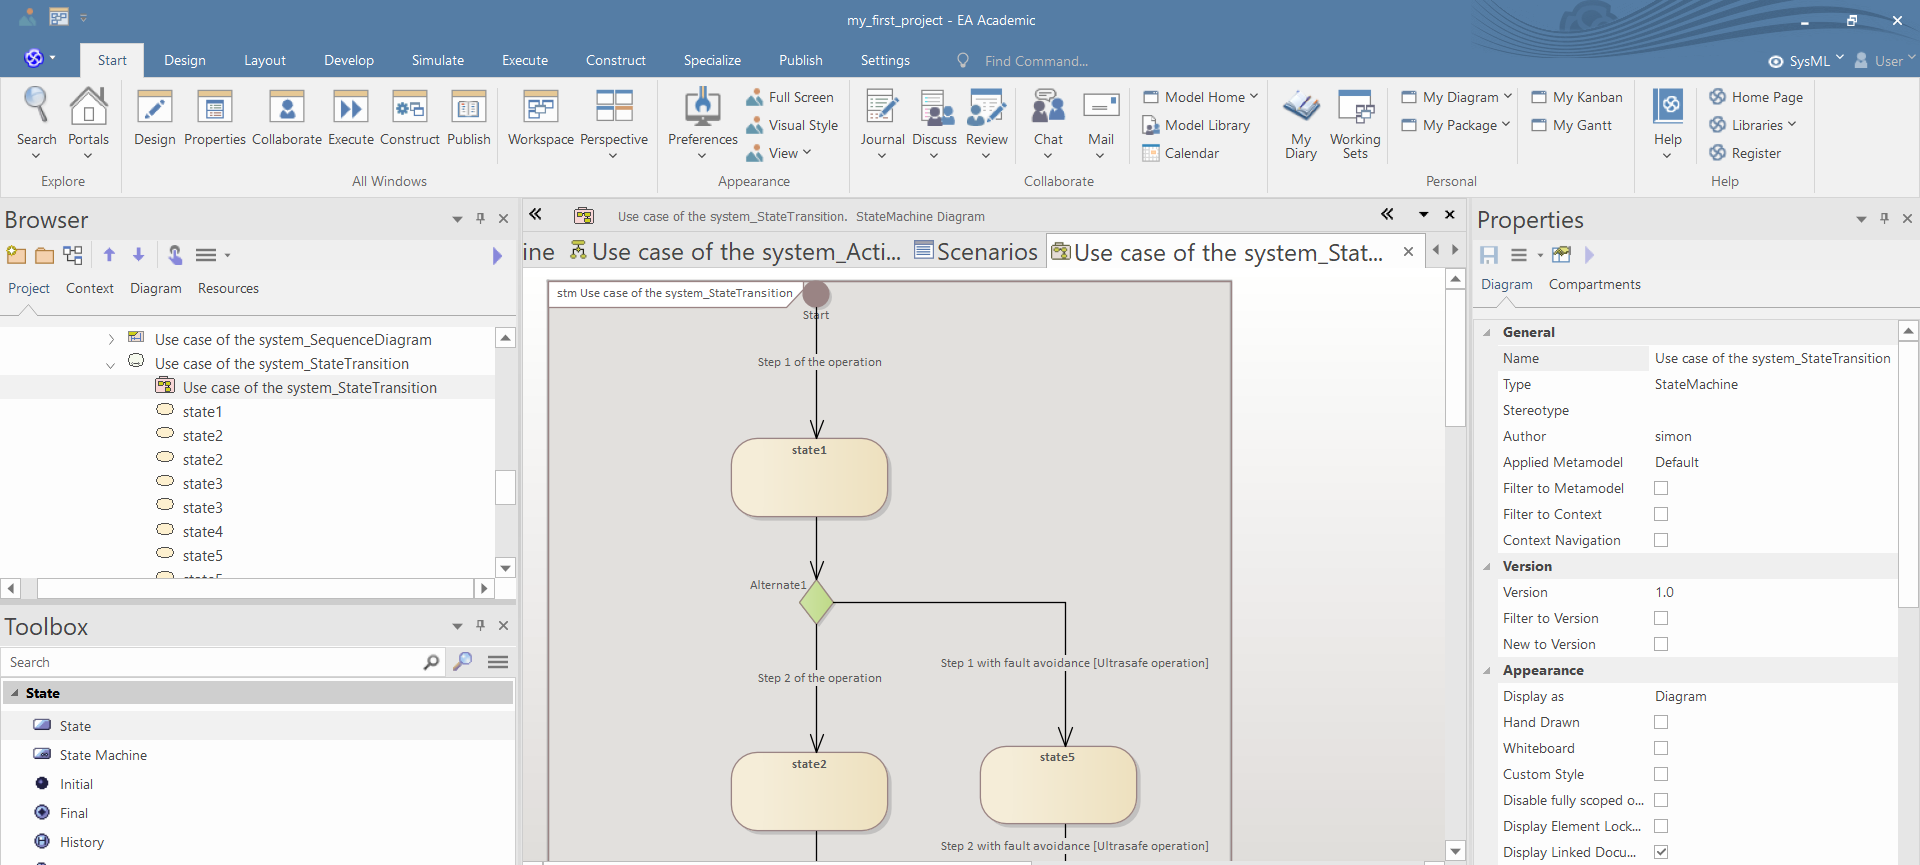 my_first_project - EA Academic
Start Design Layout Develop Simulate Execute Construct Specialize Publish Settings Find Command... SysML User
Search Portals
Explore
Design Properties Collaborate Execute Construct Publish Workspace Perspective
All Windows
Preferences
Full Screen
Visual Style
View
Appearance
Journal Discuss Review Chat Mail
Model Home
Model Library
Calendar
Collaborate
My Diary
Working Sets
My Diagram
My Package
My Kanban
My Gantt
Personal
Help
Home Page
Libraries
Register
Help
Browser
Project Context Diagram Resources
Use case of the system_SequenceDiagram
Use case of the system_StateTransition
Use case of the system_StateTransition
state1
state2
state2
state3
state3
state4
state5
Toolbox
Search
State
State
State Machine
Initial
Final
History
Use case of the system_StateTransition. StateMachine Diagram
ine Use case of the system_Acti... Scenarios Use case of the system_Stat...
stm Use case of the system_StateTransition
Start
Step 1 of the operation
state1
Alternate1
Step 1 with fault avoidance [Ultrasafe operation]
Step 2 of the operation
state2
state5
Step 2 with fault avoidance [Ultrasafe operation]
Properties
Diagram Compartments
General
Name Use case of the system_StateTransition
Type StateMachine
Stereotype
Author simon
Applied Metamodel Default
Filter to Metamodel
Filter to Context
Context Navigation
Version
Version 1.0
Filter to Version
New to Version
Appearance
Display as Diagram
Hand Drawn
Whiteboard
Custom Style
Disable fully scoped o...
Display Element Lock...
Display Linked Docu...